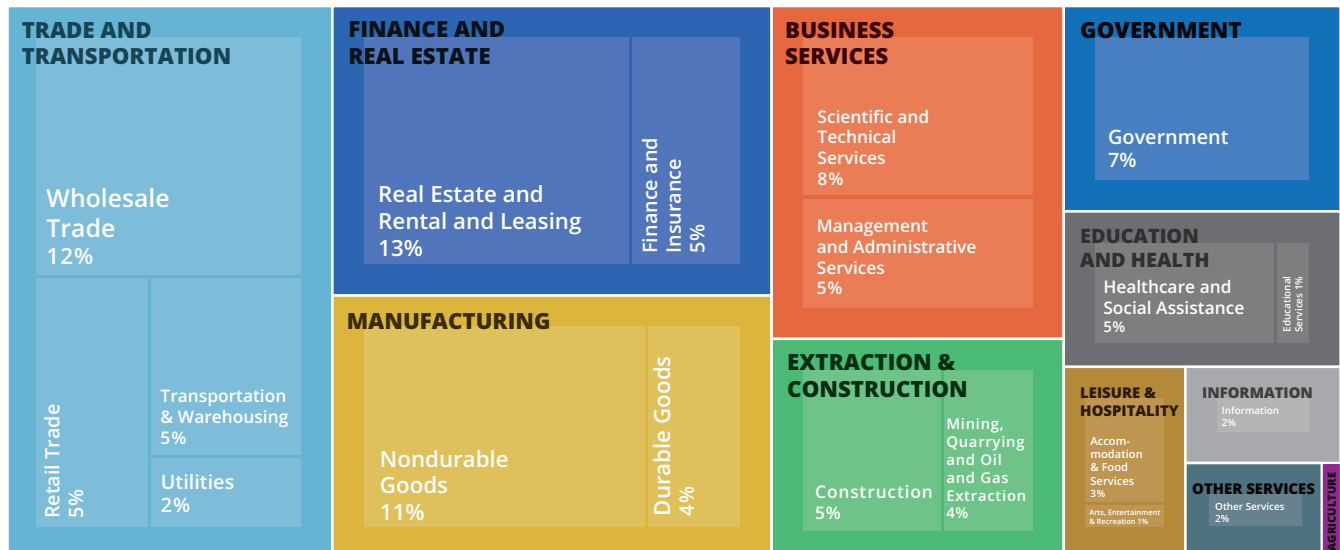 TRADE AND
TRANSPORTATION
Wholesale
Trade
12%
Retail Trade
5%
Transportation
& Warehousing
5%
Utilities
2%
FINANCE AND
REAL ESTATE
Real Estate and
Rental and Leasing
13%
Finance and
Insurance
5%
MANUFACTURING
Nondurable
Goods
11%
Durable Goods
4%
BUSINESS
SERVICES
Scientific and
Technical
Services
8%
Management
and Administrative
Services
5%
EXTRACTION &
CONSTRUCTION
Construction
5%
Mining,
Quarrying
and Oil
and Gas
Extraction
4%
GOVERNMENT
Government
7%
EDUCATION
AND HEALTH
Healthcare and
Social Assistance
5%
Educational
Services 1%
LEISURE &
HOSPITALITY
Accom-
modation
& Food
Services
3%
Arts, Entertainment
& Recreation 1%
INFORMATION
Information
2%
OTHER SERVICES
Other Services
2%
AGRICULTURE